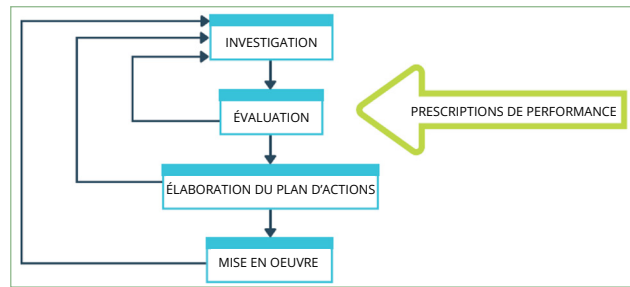 INVESTIGATION
ÉVALUATION
PRESCRIPTIONS DE PERFORMANCE
ÉLABORATION DU PLAN D'ACTIONS
MISE EN OEUVRE